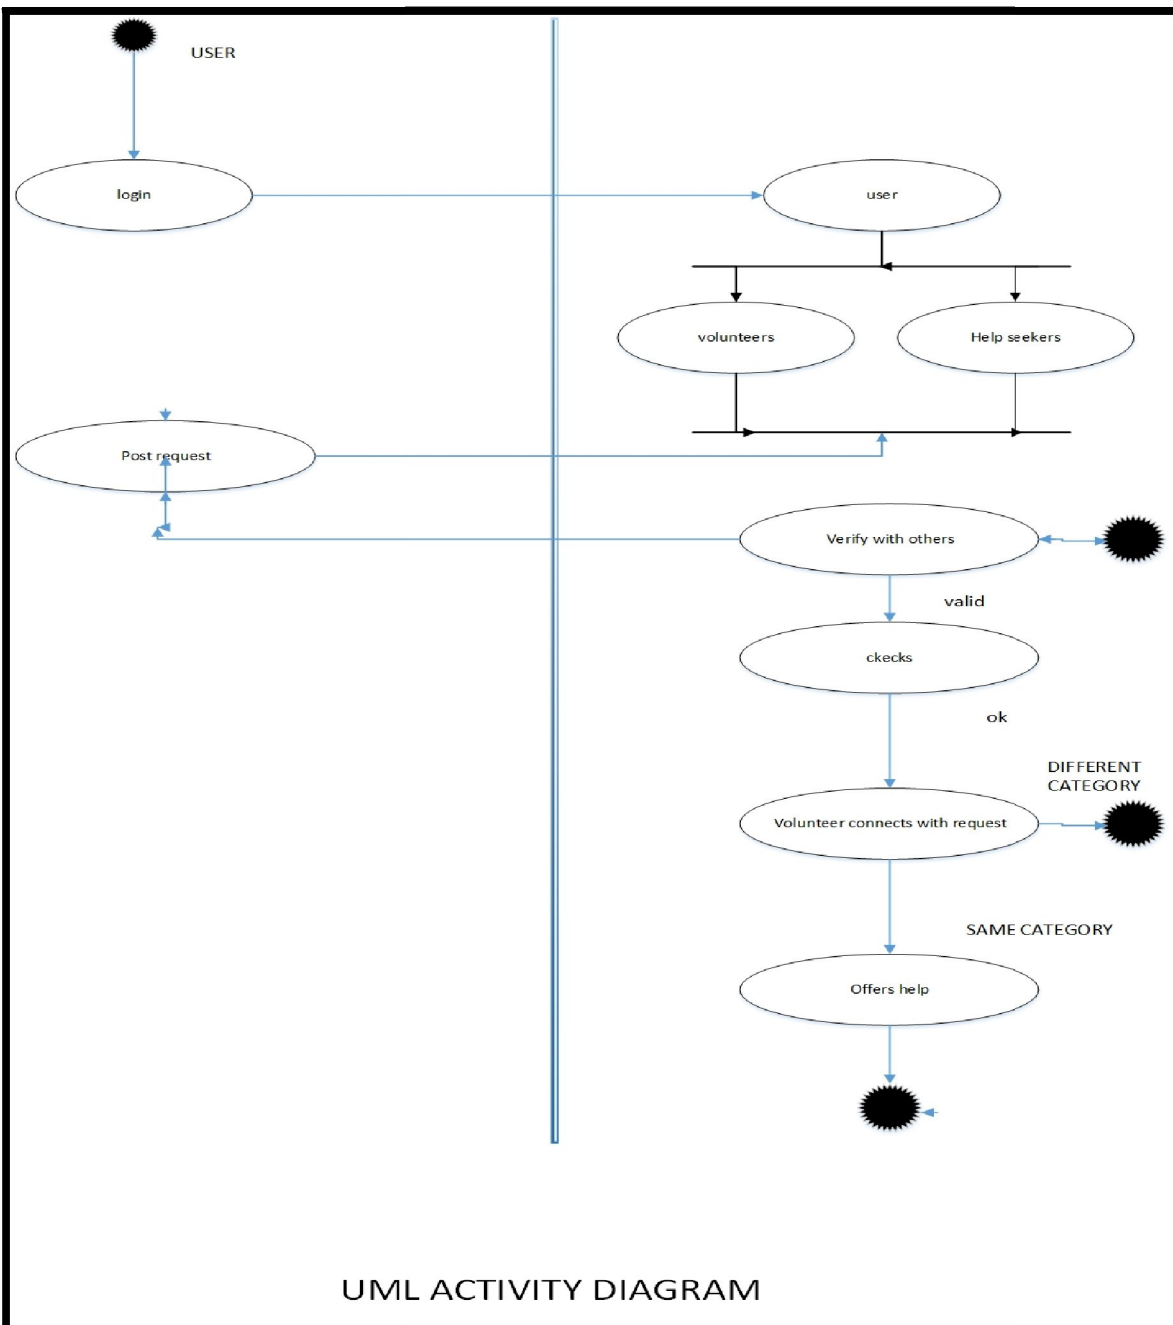 USER
login
user
volunteers
Help seekers
Post request
Verify with others
valid
ckecks
ok
DIFFERENT
CATEGORY
Volunteer connects with request
SAME CATEGORY
Offers help
UML ACTIVITY DIAGRAM